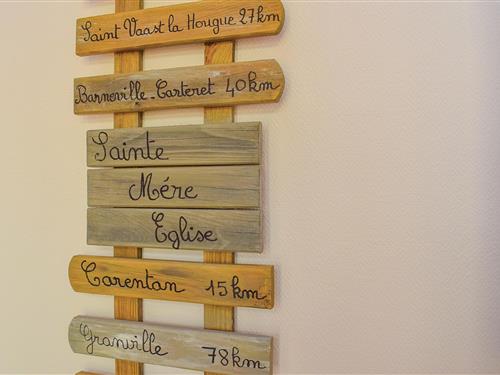 Saint Vaast la Hougue 27km
Barneville-Carteret 40km
Sainte
Mére
Eglise
Carentan 15km
Granville 78km